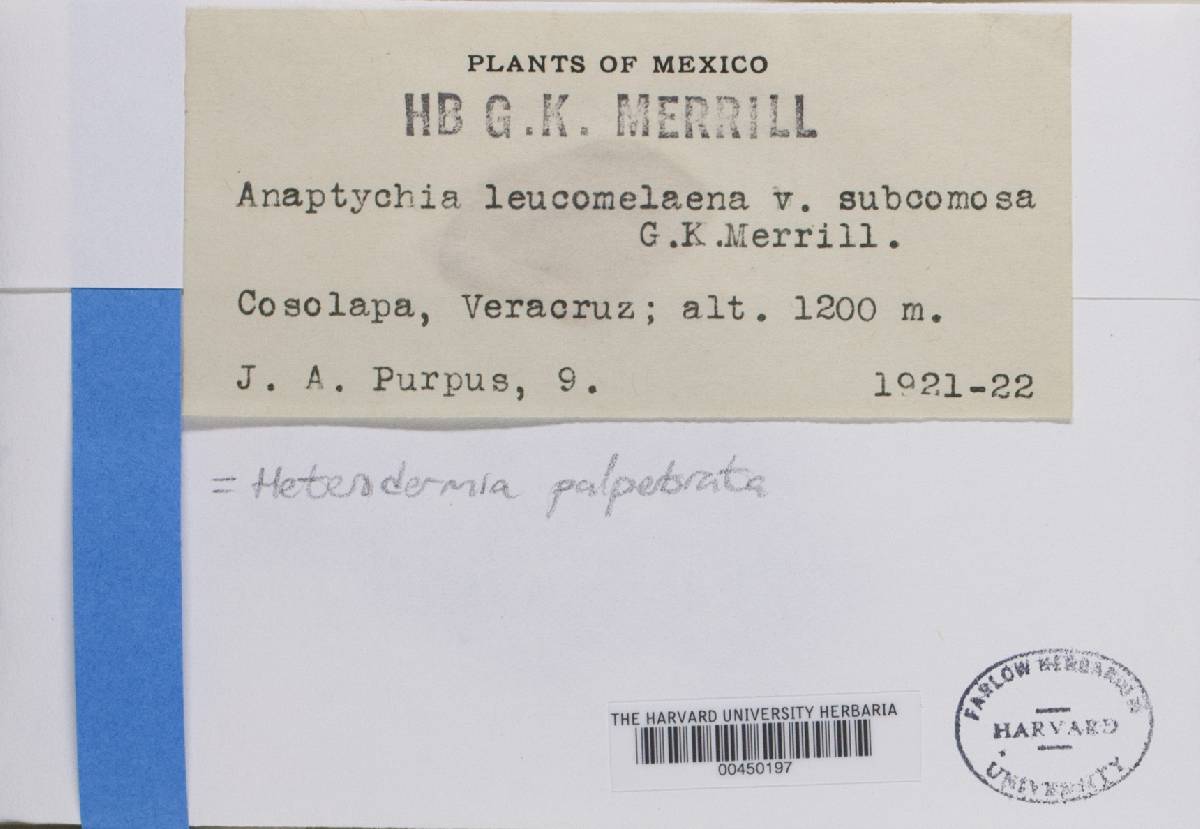 PLANTS OF MEXICO
HB G.K. MERRILL
Anaptychia leucomelaena v. subcomosa
G.K.Merrill.
Cosolapa, Veracruz; alt. 1200 m.
J. A. Purpus, 9. 1921-22
= Heterodermia palpebrata
THE HARVARD UNIVERSITY HERBARIA
00450197
FARLOW HERBARIUM
HARVARD
UNIVERSITY